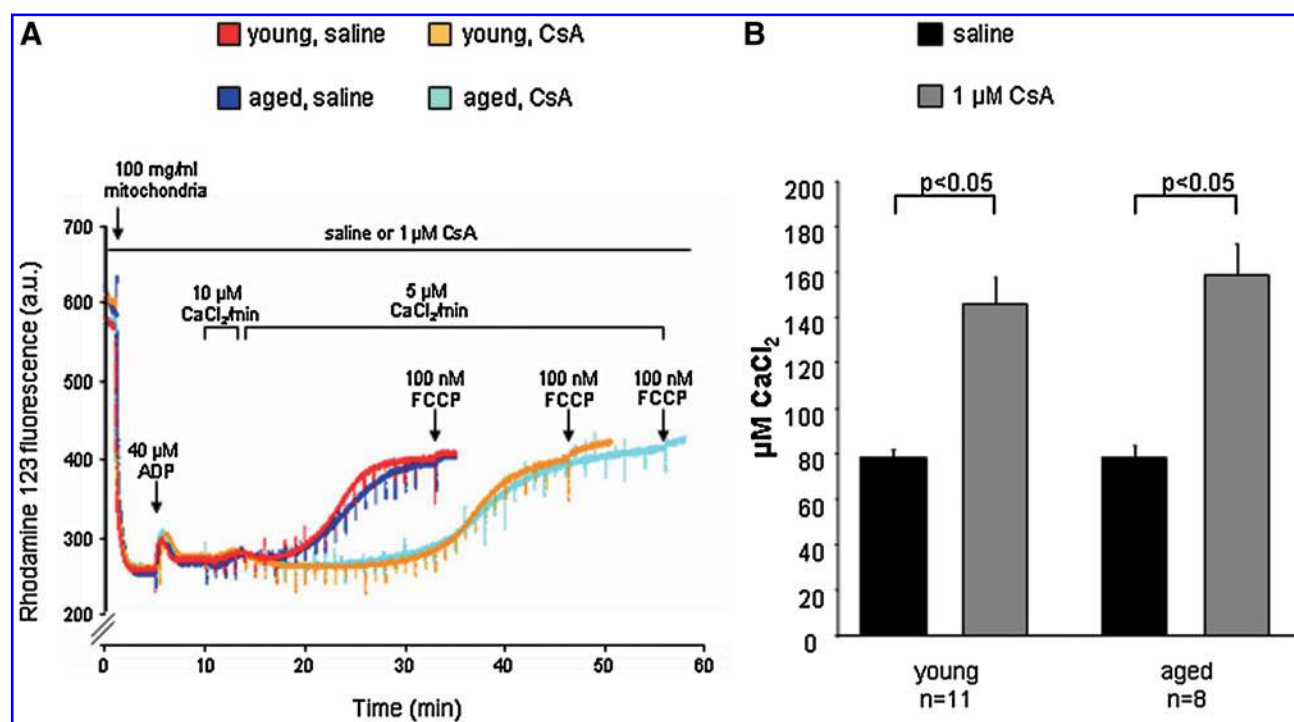 A
young, saline
young, CsA
aged, saline
aged, CsA
100 mg/ml
mitochondria
saline or 1 µM CsA
10 µM
CaCl₂/min
5 µM
CaCl₂/min
40 µM
ADP
100 nM
FCCP
100 nM
FCCP
100 nM
FCCP
Rhodamine 123 fluorescence (a.u.)
700
600
500
400
300
200
0
10
20
30
40
50
60
Time (min)
B
saline
1 µM CsA
p<0.05
p<0.05
µM CaCl₂
200
180
160
140
120
100
80
60
40
20
0
young
n=11
aged
n=8